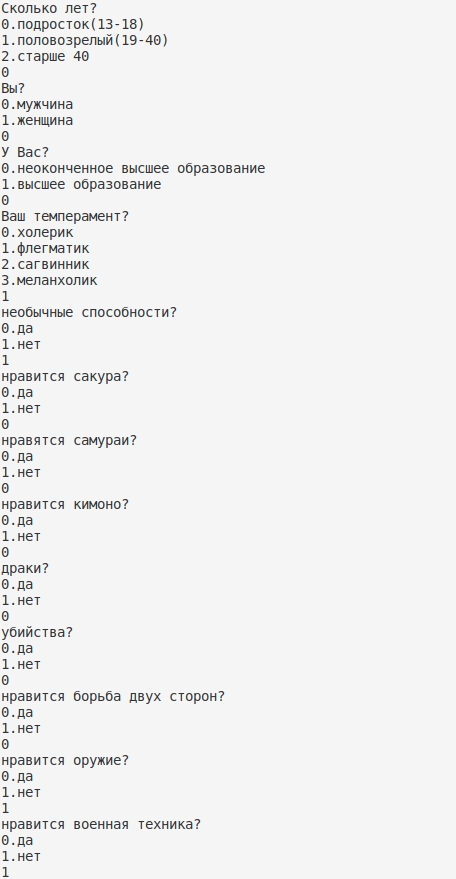 Сколько лет?
0.подросток(13-18)
1.половозрелый(19-40)
2.старше 40
0
Вы?
0.мужчина
1.женщина
0
У Вас?
0.неоконченное высшее образование
1.высшее образование
0
Ваш темперамент?
0.холерик
1.флегматик
2.сагвинник
3.меланхолик
1
необычные способности?
0.да
1.нет
1
нравится сакура?
0.да
1.нет
0
нравятся самураи?
0.да
1.нет
0
нравится кимоно?
0.да
1.нет
0
драки?
0.да
1.нет
0
убийства?
0.да
1.нет
0
нравится борьба двух сторон?
0.да
1.нет
0
нравится оружие?
0.да
1.нет
1
нравится военная техника?
0.да
1.нет
1